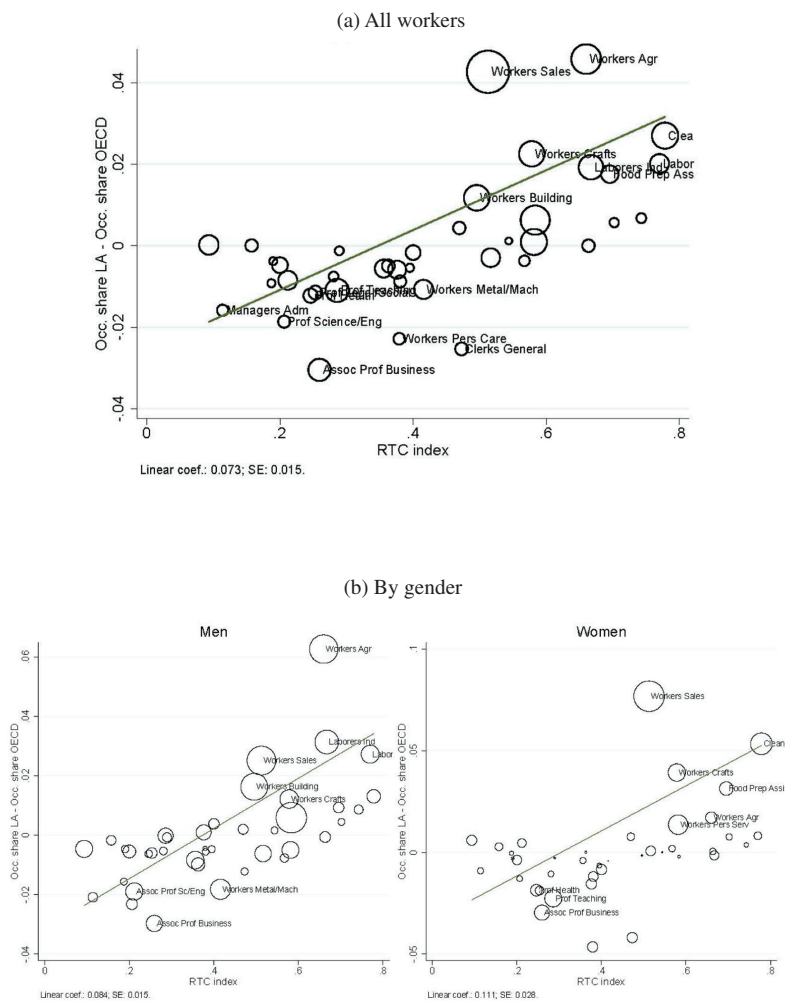 (a) All workers
Occ. share LA - Occ. share OECD
.04
.02
0
-.02
-.04
Workers Agr
Workers Sales
Clea
Workers Crafts
Labor
Laborers Ind
Food Prep Ass
Workers Building
Prof Teaching
Prof Health
Workers Metal/Mach
Managers Adm
Prof Science/Eng
Workers Pers Care
Clerks General
Assoc Prof Business
0 .2 .4 .6 .8
RTC index
Linear coef.: 0.073; SE: 0.015.
(b) By gender
Men
Occ. share LA - Occ. share OECD
.06
.04
.02
0
-.02
-.04
Workers Agr
Laborers Ind
Labor
Workers Sales
Workers Building
Workers Crafts
Assoc Prof Sc/Eng
Workers Metal/Mach
Assoc Prof Business
0 .2 .4 .6 .8
RTC index
Linear coef.: 0.084; SE: 0.015.
Women
Occ. share LA - Occ. share OECD
.1
.05
0
-.05
Workers Sales
Clean
Workers Crafts
Food Prep Assi
Workers Agr
Workers Pers Serv
Prof Health
Prof Teaching
Assoc Prof Business
0 .2 .4 .6 .8
RTC index
Linear coef.: 0.111; SE: 0.028.